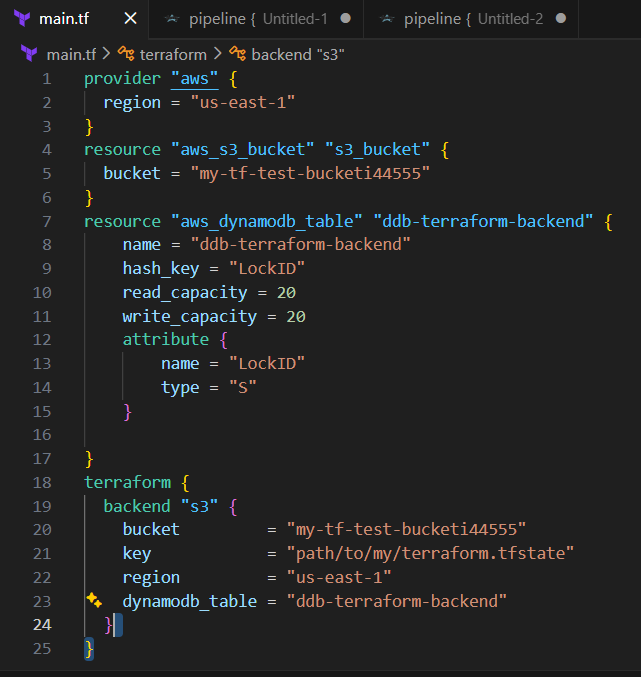 main.tf × pipeline { Untitled-1 ● pipeline { Untitled-2 ●
main.tf > terraform > backend "s3"
1 provider "aws" {
2   region = "us-east-1"
3 }
4 resource "aws_s3_bucket" "s3_bucket" {
5   bucket = "my-tf-test-bucketi44555"
6 }
7 resource "aws_dynamodb_table" "ddb-terraform-backend" {
8     name = "ddb-terraform-backend"
9     hash_key = "LockID"
10     read_capacity = 20
11     write_capacity = 20
12     attribute {
13         name = "LockID"
14         type = "S"
15     }
16
17 }
18 terraform {
19   backend "s3" {
20     bucket         = "my-tf-test-bucketi44555"
21     key            = "path/to/my/terraform.tfstate"
22     region         = "us-east-1"
23     dynamodb_table = "ddb-terraform-backend"
24   }
25 }